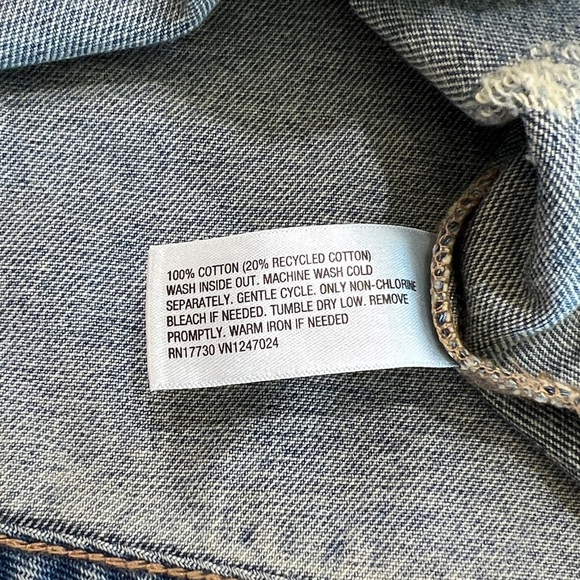 100% COTTON (20% RECYCLED COTTON)
WASH INSIDE OUT. MACHINE WASH COLD
SEPARATELY. GENTLE CYCLE. ONLY NON-CHLORINE
BLEACH IF NEEDED. TUMBLE DRY LOW. REMOVE
PROMPTLY. WARM IRON IF NEEDED
RN17730 VN1247024